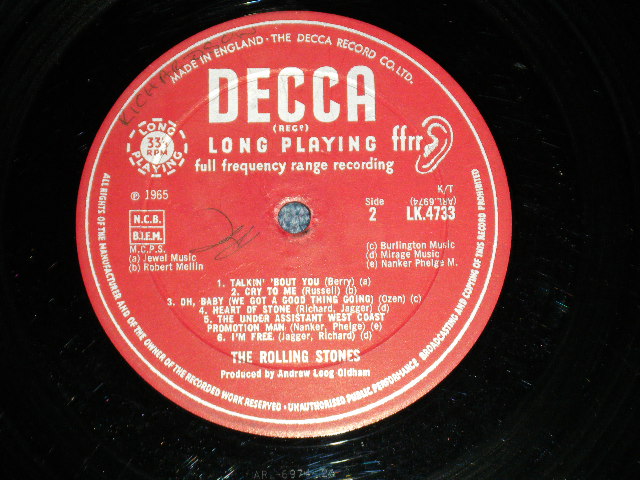 MADE IN ENGLAND · THE DECCA RECORD CO. LTD.
DECCA
(REGD)
LONG PLAYING
ffrr
full frequency range recording
LONG
33⅓
RPM
PLAYING
K/T
(ARL.6974)
℗ 1965
Side
2
LK.4733
N.C.B.
B.I.E.M.
M.C.P.S.
(a) Jewel Music
(b) Robert Mellin
(c) Burlington Music
(d) Mirage Music
(e) Nanker Phelge M.
1. TALKIN' 'BOUT YOU (Berry) (a)
2. CRY TO ME (Russell) (b)
3. OH, BABY (WE GOT A GOOD THING GOING) (Ozen) (c)
4. HEART OF STONE (Richard, Jagger) (d)
5. THE UNDER ASSISTANT WEST COAST
PROMOTION MAN (Nanker, Phelge) (e)
6. I'M FREE (Jagger, Richard) (d)
THE ROLLING STONES
Produced by Andrew Loog Oldham
ALL RIGHTS OF THE MANUFACTURER AND OF THE OWNER OF THE RECORDED WORK RESERVED · UNAUTHORISED PUBLIC PERFORMANCE, BROADCASTING AND COPYING OF THIS RECORD PROHIBITED